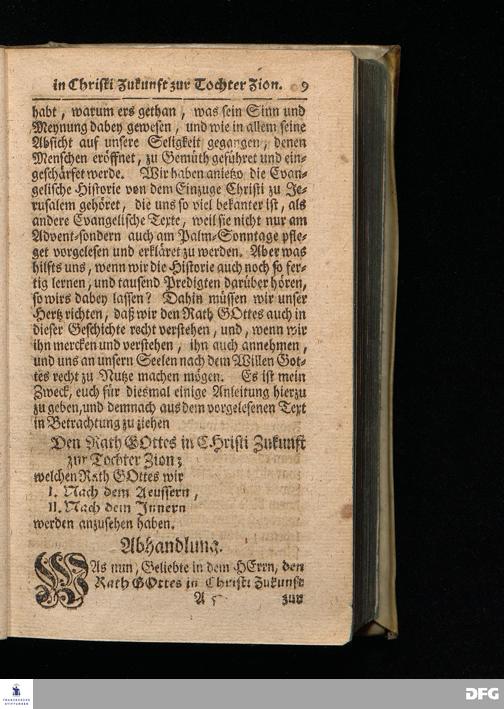 in Christi Zukunft zur Tochter Zion. 9
habt, warum ers gethan, was sein Sinn und
Meynung dabey gewesen, und wie in allem seine
Absicht auf unsere Seligkeit gegangen, denen
Menschen eröffnet, zu Gemüth geführet und ein-
geschärfet werde. Wir haben anietzo die Evan-
gelische Historie von dem Einzuge Christi zu Je-
rusalem gehöret, die uns so viel bekanter ist, als
andere Evangelische Texte, weil sie nicht nur am
Advent-sondern auch am Palm-Sonntage pfle-
get vorgelesen und erkläret zu werden. Aber was
hilfts uns, wenn wir die Historie auch noch so fer-
tig lernen, und tausend Predigten darüber hören,
so wirs dabey lassen? Dahin müssen wir unser
Hertz richten, daß wir den Rath GOttes auch in
dieser Geschichte recht verstehen, und, wenn wir
ihn mercken und verstehen, ihn auch annehmen,
und uns an unsern Seelen nach dem Willen Got-
tes recht zu Nutze machen mögen. Es ist mein
Zweck, euch für diesmal einige Anleitung hierzu
zu geben, und demnach aus dem vorgelesenen Text
in Betrachtung zu ziehen
Den Rath GOttes in CHristi Zukunft
zur Tochter Zion;
welchen Rath GOttes wir
I. Nach dem Aeussern,
II. Nach dem Innern
werden anzusehen haben.
Abhandlung.
WAs nun, Geliebte in dem HErrn, den
Rath GOttes in Christi Zukunft
A 5 zur
FRANCKESCHE
STIFTUNGEN
DFG